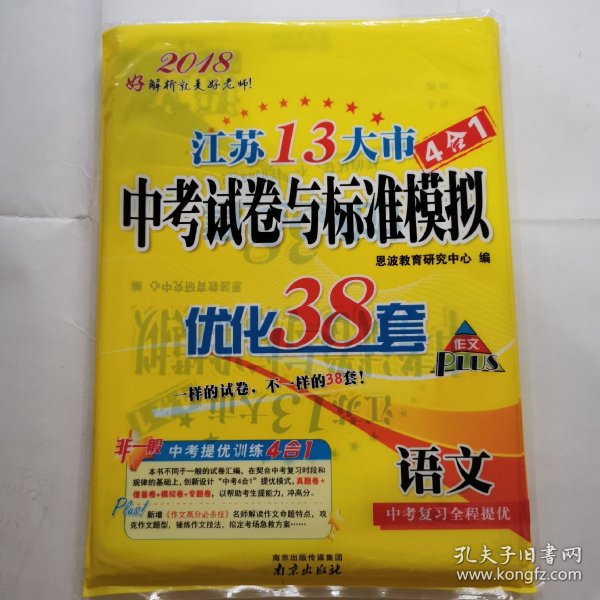 2018
好解析就是好老师!
江苏13大市
4合1
中考试卷与标准模拟
恩波教育研究中心 编
优化38套
作文
PLUS
一样的试卷，不一样的38套!
非一般 中考提优训练4合1
本书不同于一般的试卷汇编，在契合中考复习时段和
规律的基础上，创新设计“中考4合1”提优模式，真题卷+
借鉴卷+模拟卷+专题卷，以帮助考生提能力，冲高分。
Plus!
新增《作文高分必杀技》名师解读作文命题特点，攻
克作文题型，锤炼作文技法，拟定考场急救方案……
语文
中考复习全程提优
南京出版传媒集团
南京出版社
孔夫子旧书网
www.kongfz.com